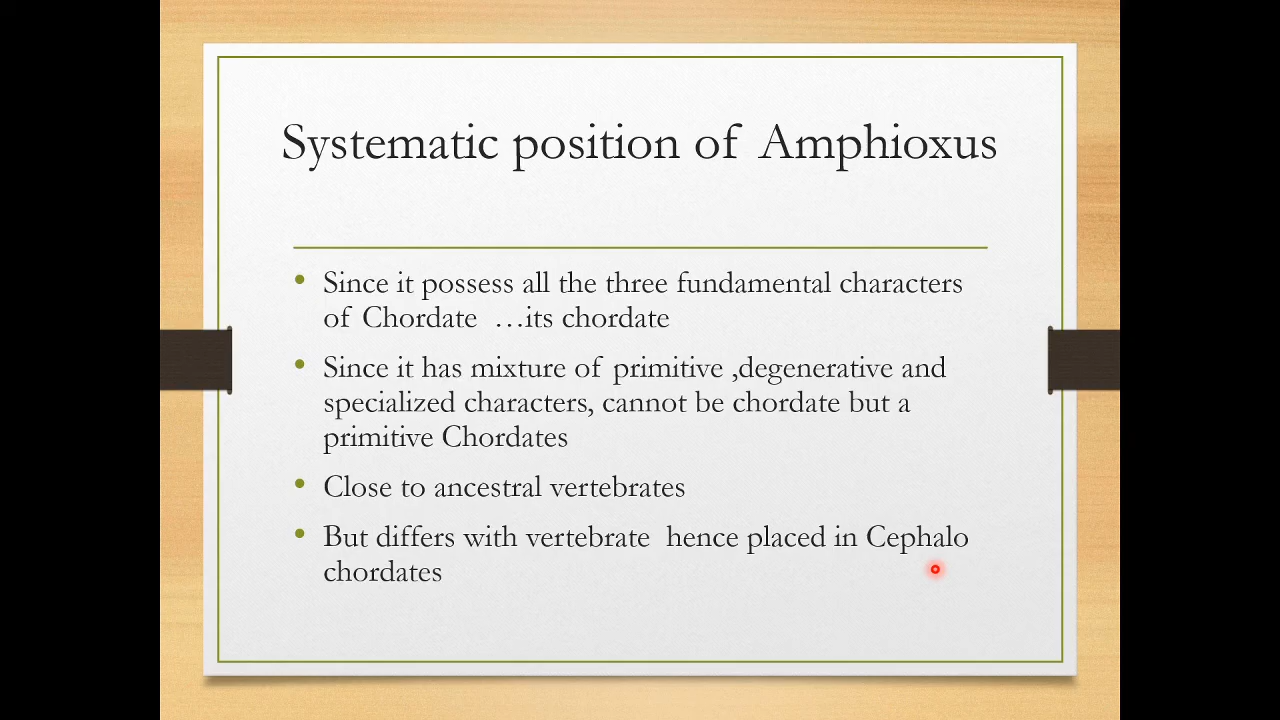 Systematic position of Amphioxus
• Since it possess all the three fundamental characters
of Chordate …its chordate
• Since it has mixture of primitive ,degenerative and
specialized characters, cannot be chordate but a
primitive Chordates
• Close to ancestral vertebrates
• But differs with vertebrate hence placed in Cephalo
chordates